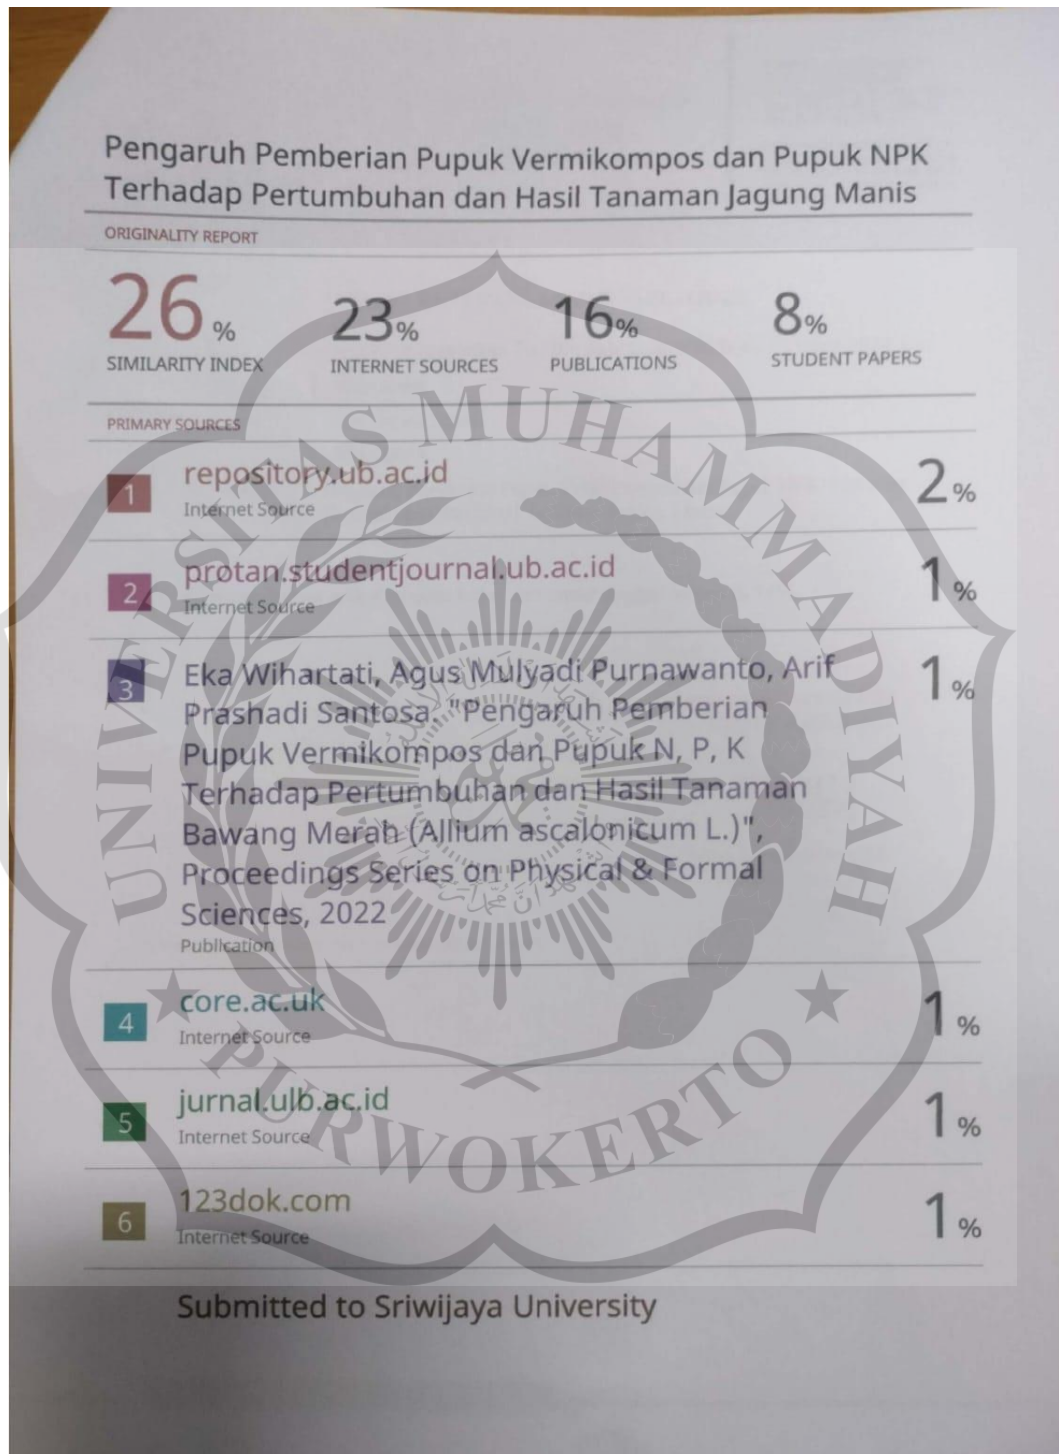 Pengaruh Pemberian Pupuk Vermikompos dan Pupuk NPK
Terhadap Pertumbuhan dan Hasil Tanaman Jagung Manis
ORIGINALITY REPORT
26%
SIMILARITY INDEX
23%
INTERNET SOURCES
16%
PUBLICATIONS
8%
STUDENT PAPERS
PRIMARY SOURCES
1
repository.ub.ac.id
Internet Source
2%
2
protan.studentjournal.ub.ac.id
Internet Source
1%
3
Eka Wihartati, Agus Mulyadi Purnawanto, Arif
Prashadi Santosa. "Pengaruh Pemberian
Pupuk Vermikompos dan Pupuk N, P, K
Terhadap Pertumbuhan dan Hasil Tanaman
Bawang Merah (Allium ascalonicum L.)",
Proceedings Series on Physical & Formal
Sciences, 2022
Publication
1%
4
core.ac.uk
Internet Source
1%
5
jurnal.ulb.ac.id
Internet Source
1%
6
123dok.com
Internet Source
1%
Submitted to Sriwijaya University
UNIVERSITAS MUHAMMADIYAH
PURWOKERTO